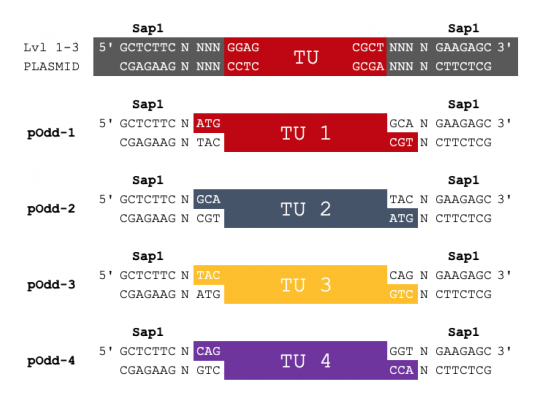 Sap1 Sap1
Lvl 1-3 5' GCTCTTC N NNN GGAG CGCT NNN N GAAGAGC 3'
PLASMID CGAGAAG N NNN CCTC TU GCGA NNN N CTTCTCG
Sap1 Sap1
5' GCTCTTC N ATG GCA N GAAGAGC 3'
pOdd-1 TU 1
CGAGAAG N TAC CGT N CTTCTCG
Sap1 Sap1
5' GCTCTTC N GCA TAC N GAAGAGC 3'
pOdd-2 TU 2
CGAGAAG N CGT ATG N CTTCTCG
Sap1 Sap1
5' GCTCTTC N TAC CAG N GAAGAGC 3'
pOdd-3 TU 3
CGAGAAG N ATG GTC N CTTCTCG
Sap1 Sap1
5' GCTCTTC N CAG GGT N GAAGAGC 3'
pOdd-4 TU 4
CGAGAAG N GTC CCA N CTTCTCG